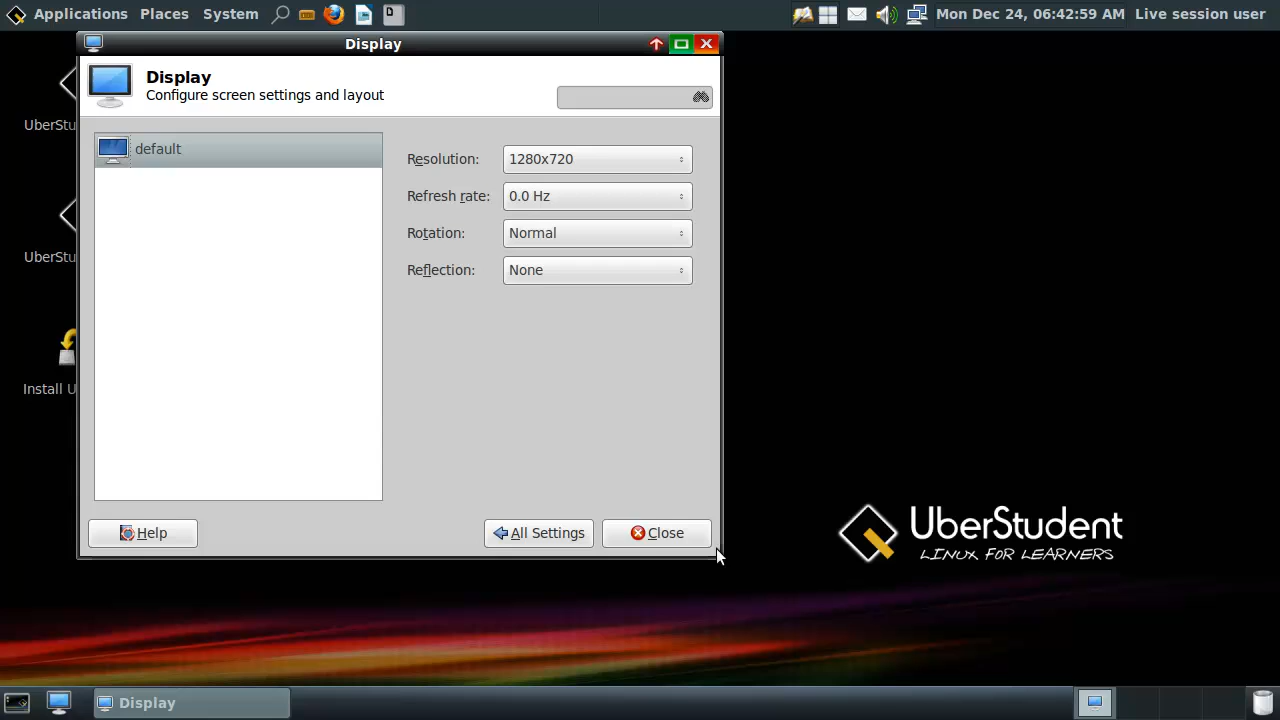 Applications Places System Mon Dec 24, 06:42:59 AM Live session user
Display
Display
Configure screen settings and layout
default
Resolution: 1280x720
Refresh rate: 0.0 Hz
Rotation: Normal
Reflection: None
Help All Settings Close
UberStu
UberStu
Install U
UberStudent
LINUX FOR LEARNERS
Display